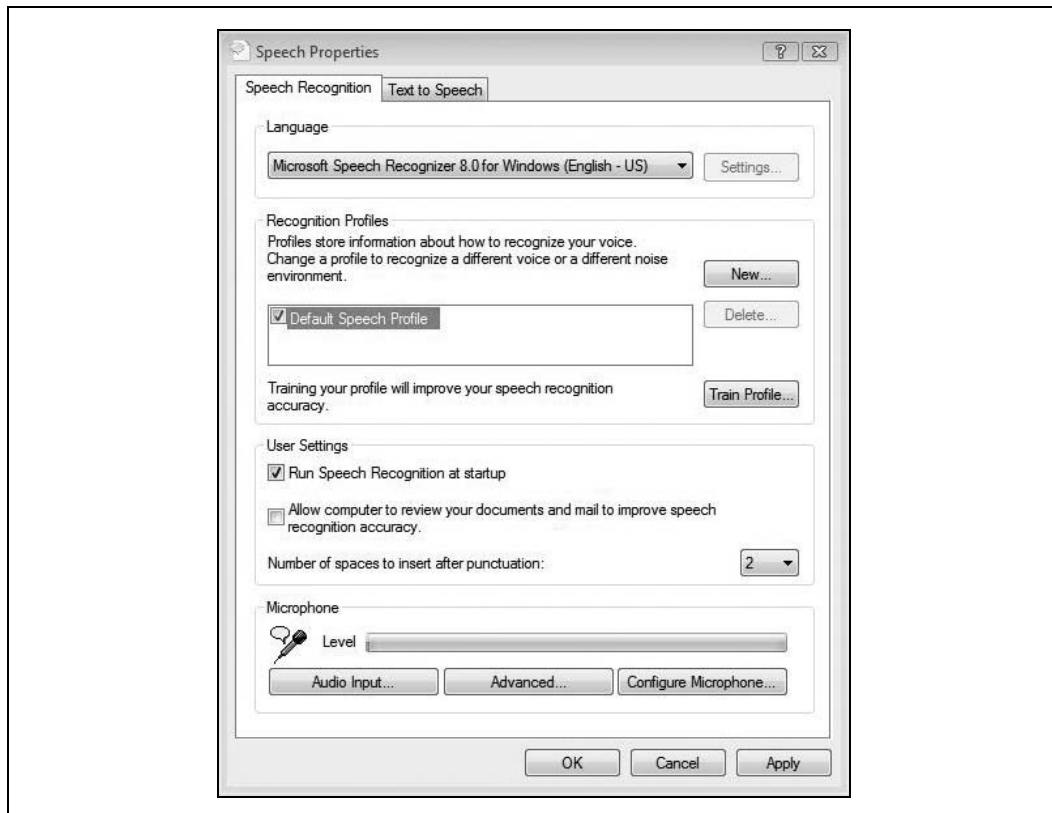 Speech Properties
Speech Recognition
Text to Speech
Language
Microsoft Speech Recognizer 8.0 for Windows (English - US)
Settings...
Recognition Profiles
Profiles store information about how to recognize your voice.
Change a profile to recognize a different voice or a different noise
environment.
New...
Default Speech Profile
Delete...
Training your profile will improve your speech recognition
accuracy.
Train Profile...
User Settings
Run Speech Recognition at startup
Allow computer to review your documents and mail to improve speech
recognition accuracy.
Number of spaces to insert after punctuation:
2
Microphone
Level
Audio Input...
Advanced...
Configure Microphone...
OK
Cancel
Apply